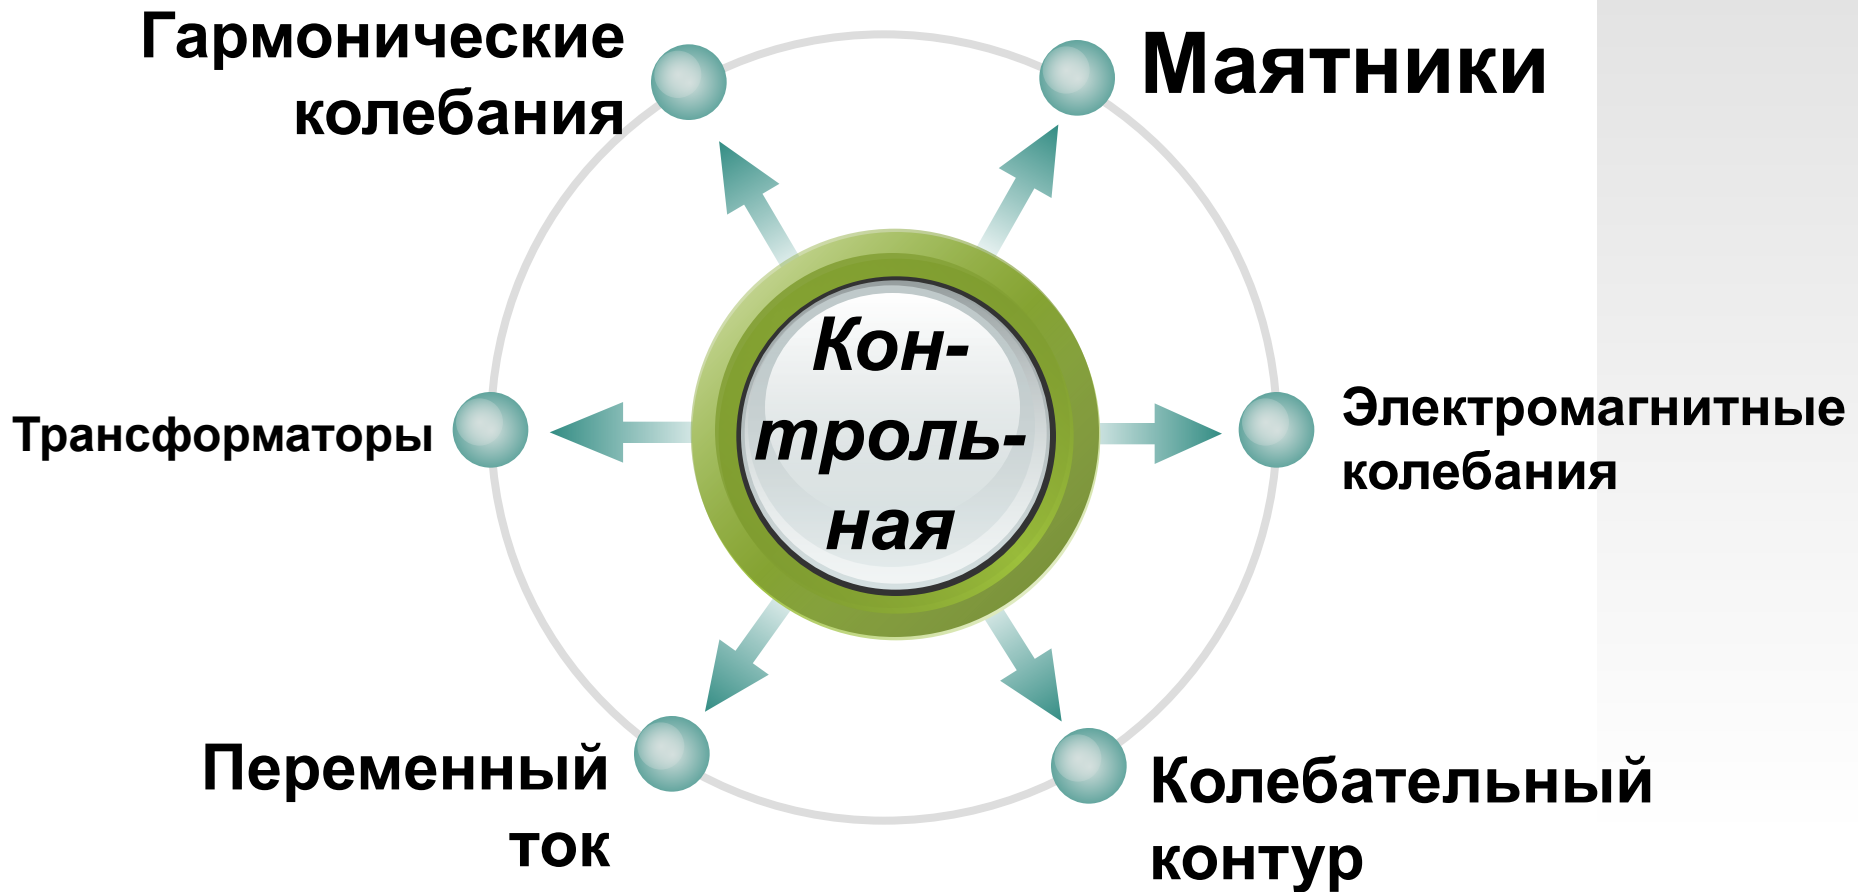 Гармонические
колебания
Маятники
Кон-
троль-
ная
Трансформаторы
Электромагнитные
колебания
Переменный
ток
Колебательный
контур